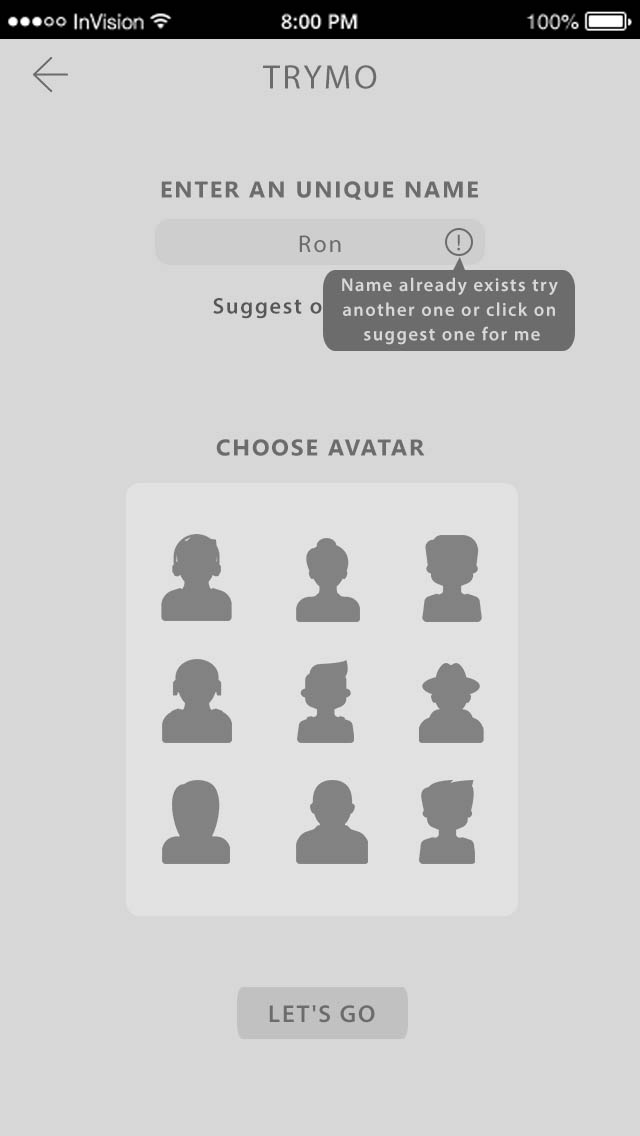 InVision 8:00 PM 100%
TRYMO
ENTER AN UNIQUE NAME
Ron
!
Suggest o
Name already exists try
another one or click on
suggest one for me
CHOOSE AVATAR
LET'S GO